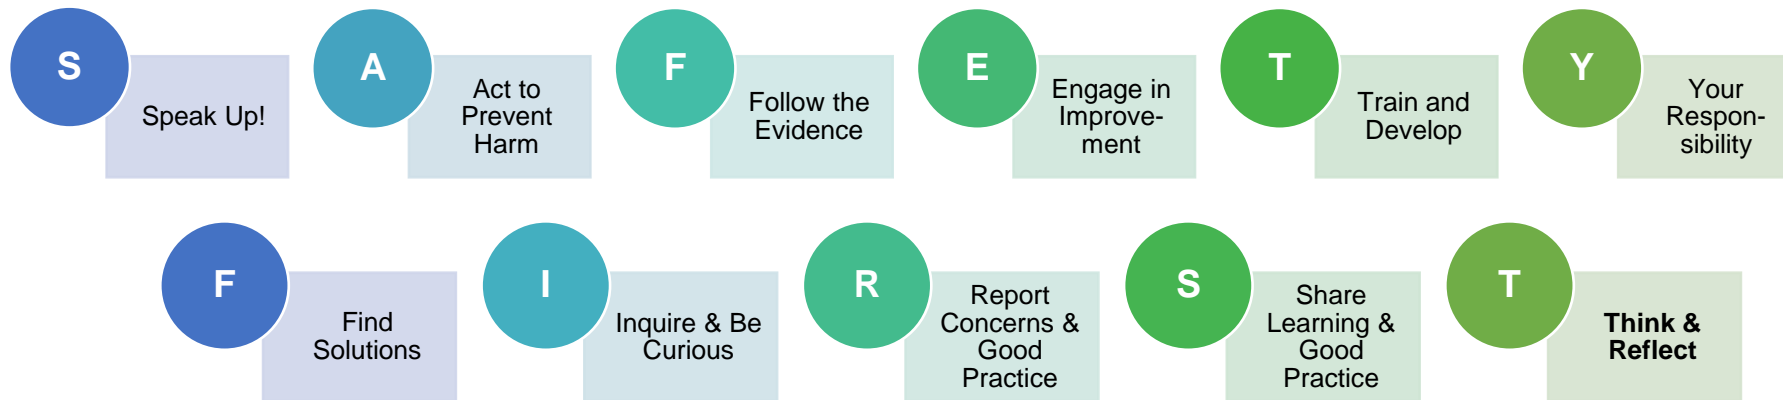 S
Speak Up!
A
Act to
Prevent
Harm
F
Follow the
Evidence
E
Engage in
Improve-
ment
T
Train and
Develop
Y
Your
Respon-
sibility
F
Find
Solutions
I
Inquire & Be
Curious
R
Report
Concerns &
Good
Practice
S
Share
Learning &
Good
Practice
T
Think &
Reflect